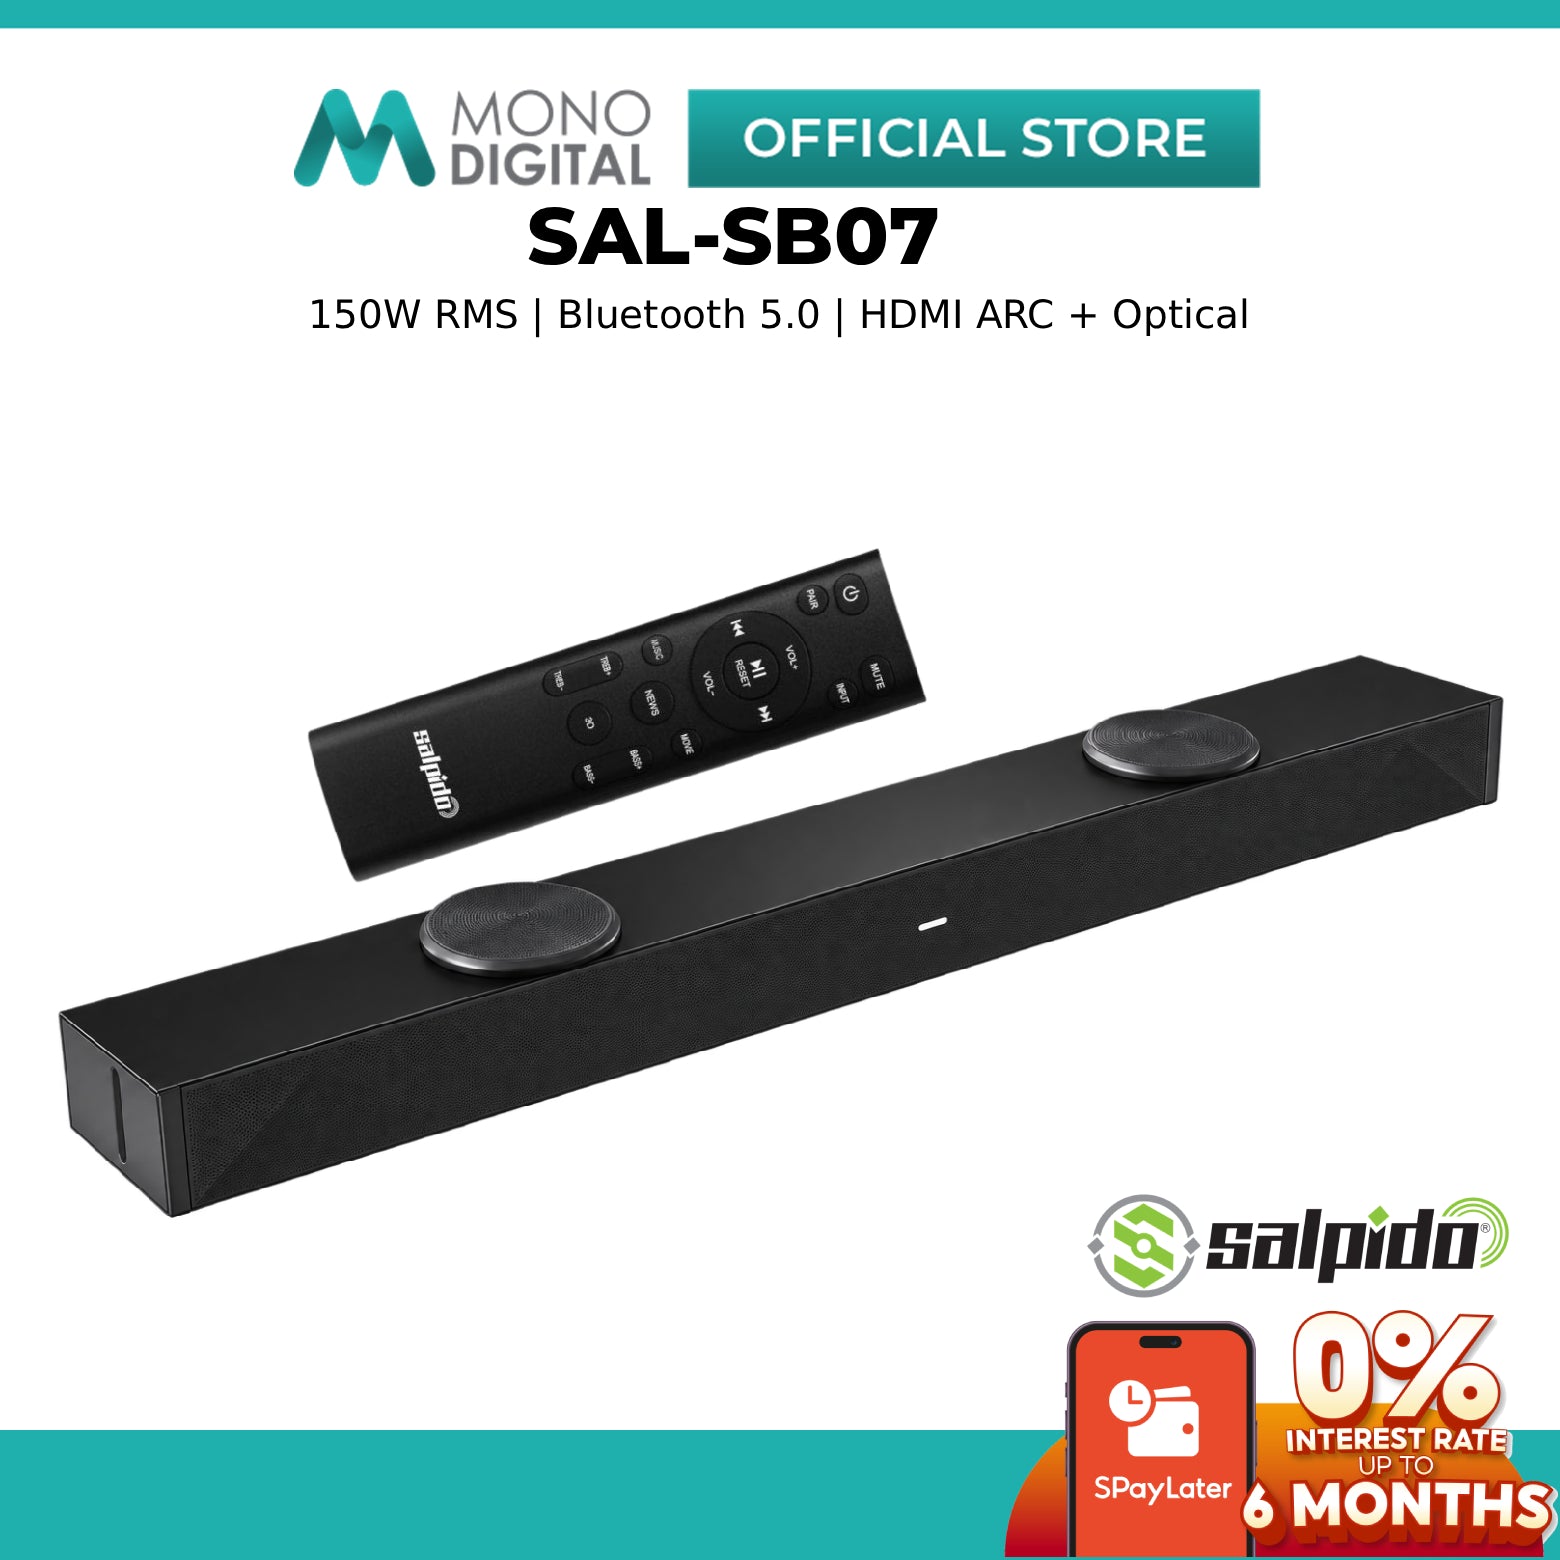 MONO
DIGITAL
OFFICIAL STORE
SAL-SB07
150W RMS | Bluetooth 5.0 | HDMI ARC + Optical
PAIR
MUTE
INPUT
VOL+
RESET
VOL-
MUSIC
NEWS
MOVIE
TREB+
TREB-
3D
BASS+
BASS-
salpido
salpido®
0%
INTEREST RATE
UP TO
6 MONTHS
SPayLater